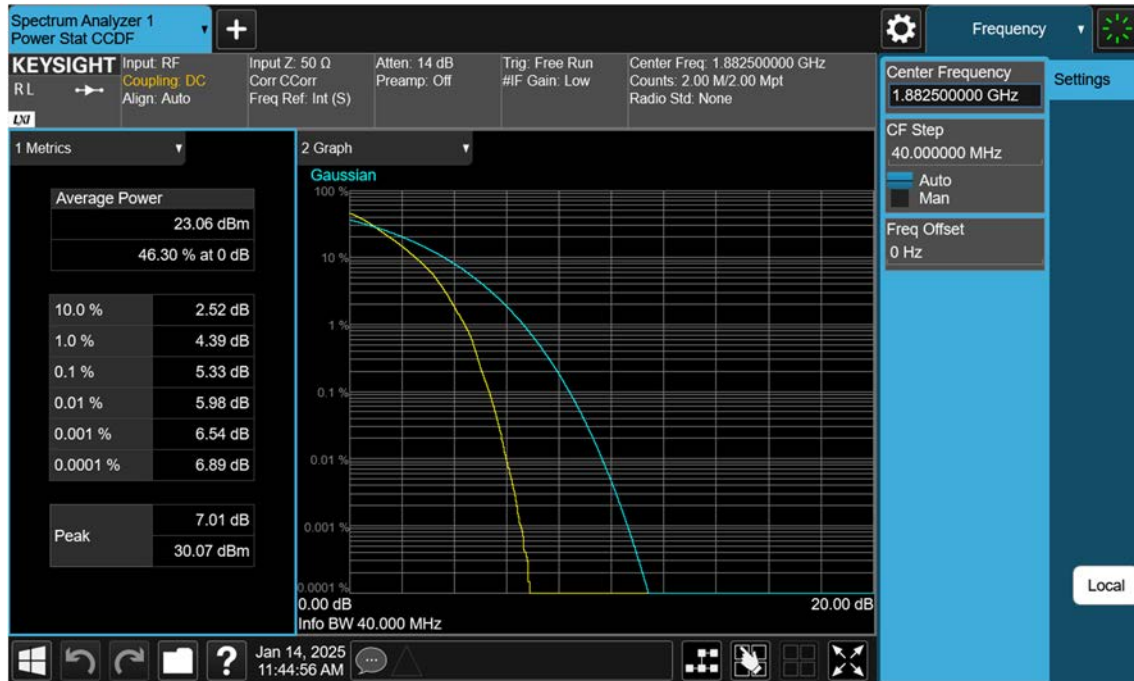 Spectrum Analyzer 1
Power Stat CCDF
Frequency
KEYSIGHT
R L
LXI
Input: RF
Coupling: DC
Align: Auto
Input Z: 50 Ω
Corr CCorr
Freq Ref: Int (S)
Atten: 14 dB
Preamp: Off
Trig: Free Run
#IF Gain: Low
Center Freq: 1.882500000 GHz
Counts: 2.00 M/2.00 Mpt
Radio Std: None
Center Frequency
1.882500000 GHz
Settings
CF Step
40.000000 MHz
Auto
Man
Freq Offset
0 Hz
Local
1 Metrics
Average Power
23.06 dBm
46.30 % at 0 dB
10.0 % 2.52 dB
1.0 % 4.39 dB
0.1 % 5.33 dB
0.01 % 5.98 dB
0.001 % 6.54 dB
0.0001 % 6.89 dB
Peak
7.01 dB
30.07 dBm
2 Graph
Gaussian
100 %
10 %
1 %
0.1 %
0.01 %
0.001 %
0.0001 %
0.00 dB 20.00 dB
Info BW 40.000 MHz
?
Jan 14, 2025
11:44:56 AM